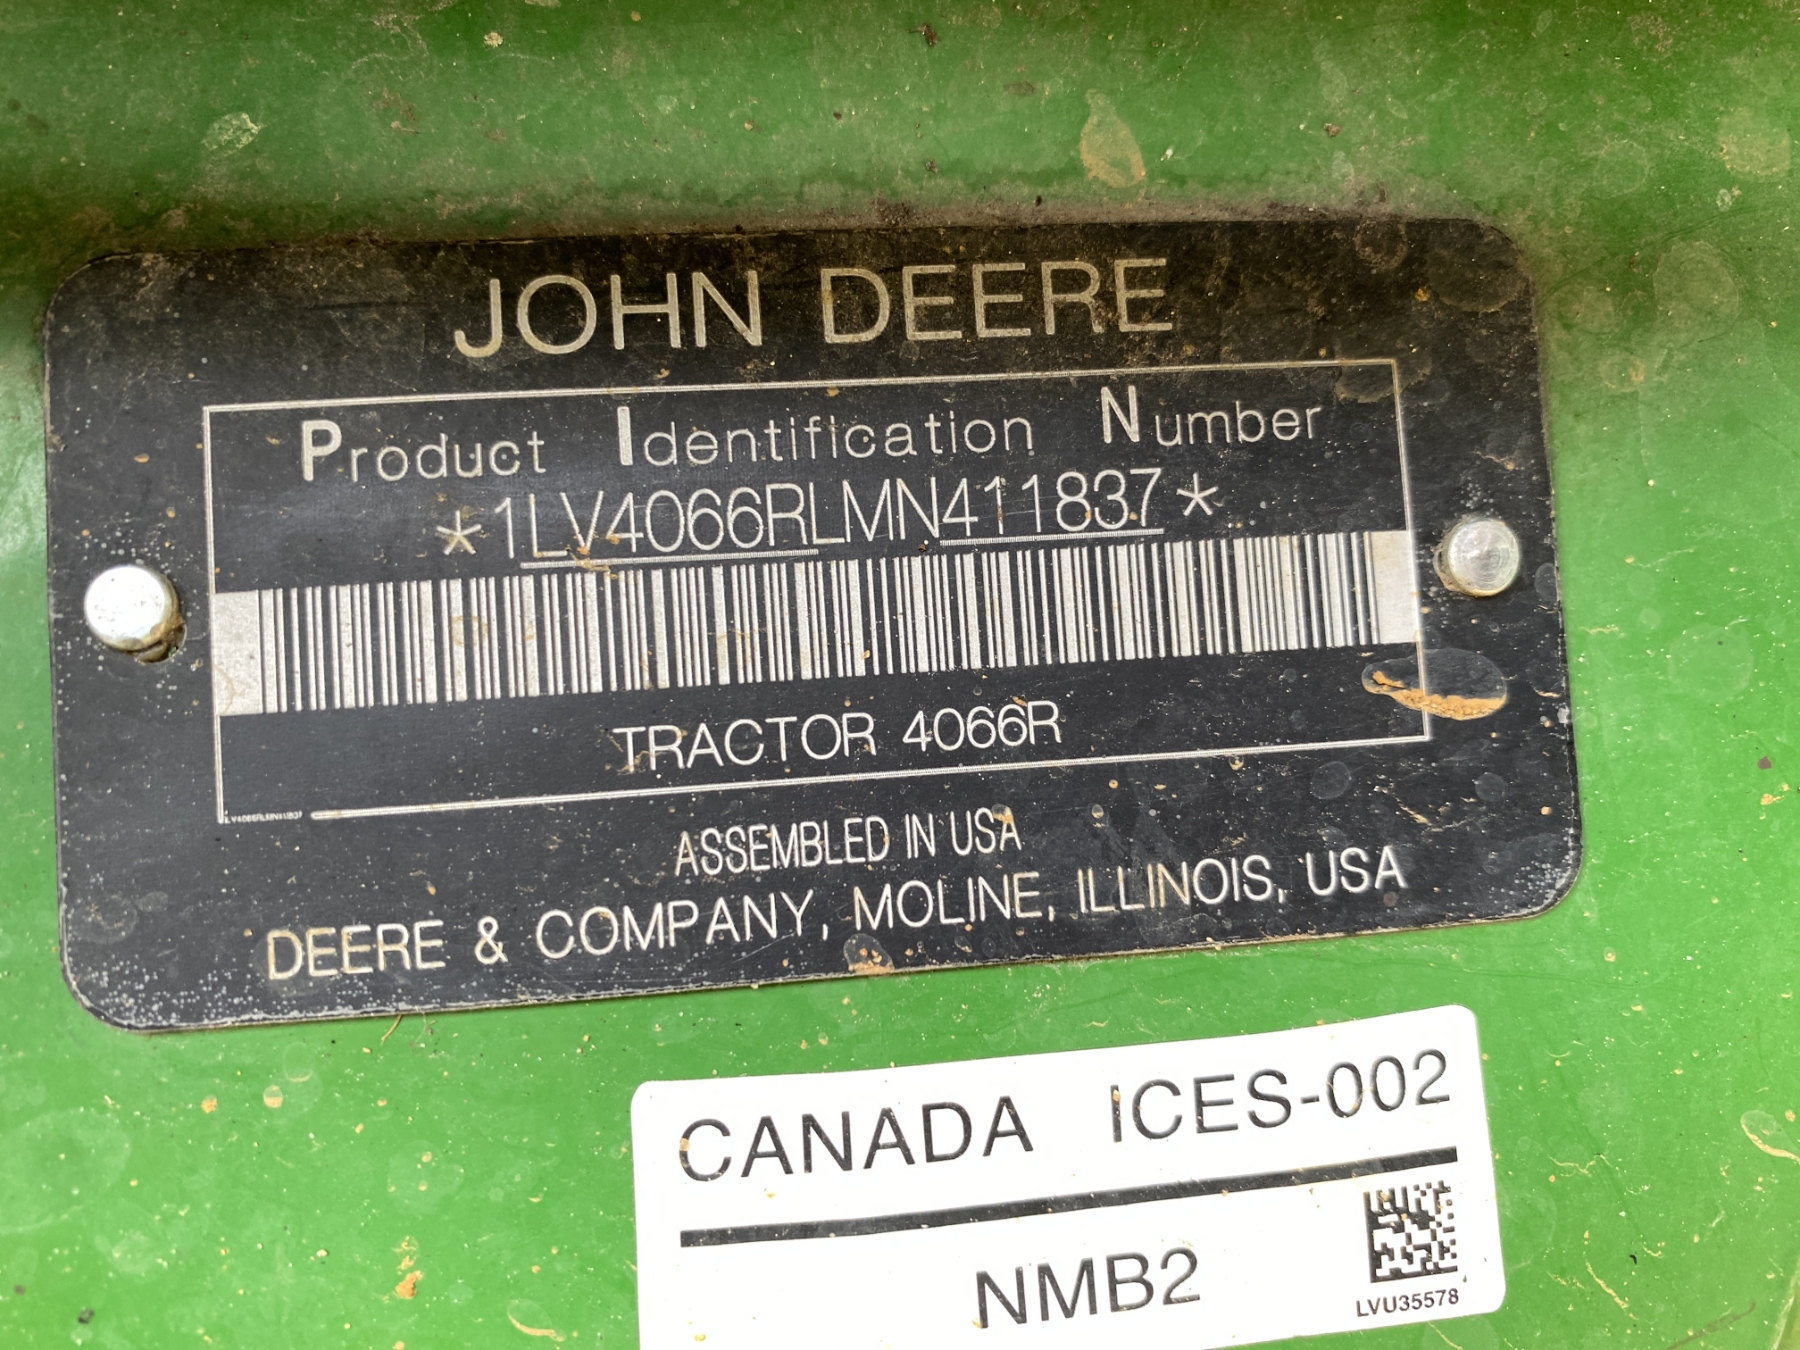 JOHN DEERE
Product Identification Number
*1LV4066RLMN411837*
TRACTOR 4066R
ASSEMBLED IN USA
DEERE & COMPANY, MOLINE, ILLINOIS, USA
CANADA ICES-002
NMB2
LVU35578